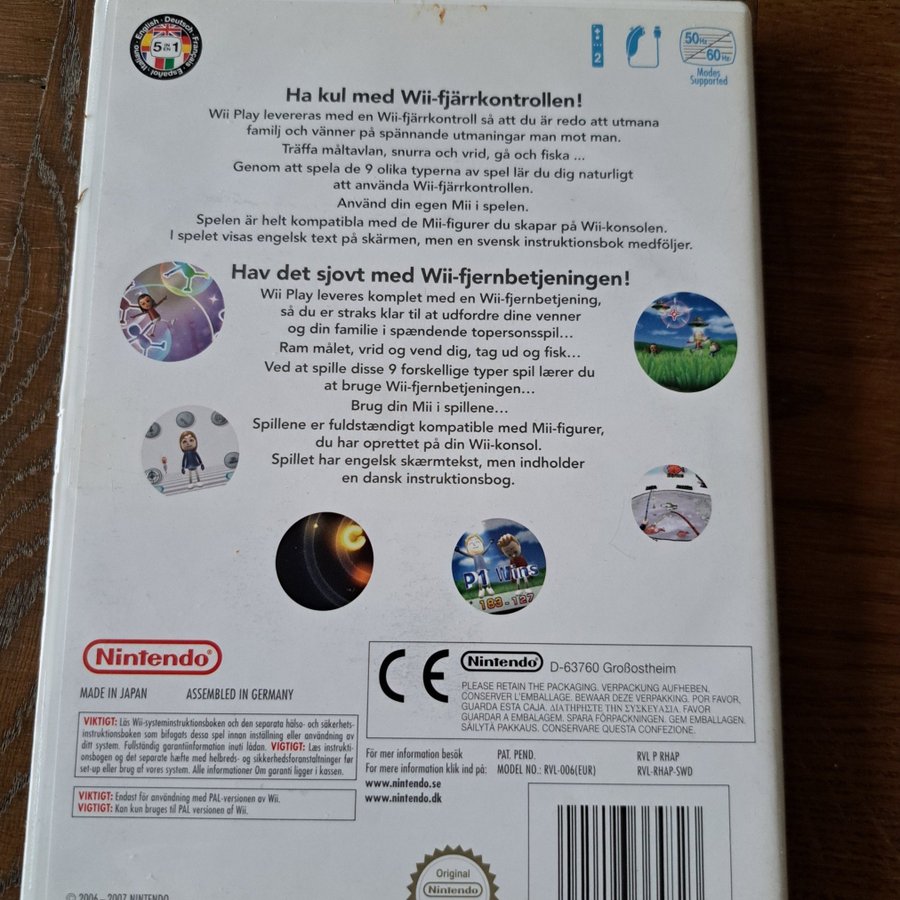 English · Deutsch · Français · Español · Italiano
5 IN 1
2
50Hz
60Hz
Modes
Supported
Ha kul med Wii-fjärrkontrollen!
Wii Play levereras med en Wii-fjärrkontroll så att du är redo att utmana
familj och vänner på spännande utmaningar man mot man.
Träffa måltavlan, snurra och vrid, gå och fiska ...
Genom att spela de 9 olika typerna av spel lär du dig naturligt
att använda Wii-fjärrkontrollen.
Använd din egen Mii i spelen.
Spelen är helt kompatibla med de Mii-figurer du skapar på Wii-konsolen.
I spelet visas engelsk text på skärmen, men en svensk instruktionsbok medföljer.
Hav det sjovt med Wii-fjernbetjeningen!
Wii Play leveres komplet med en Wii-fjernbetjening,
så du er straks klar til at udfordre dine venner
og din familie i spændende topersonsspil...
Ram målet, vrid og vend dig, tag ud og fisk...
Ved at spille disse 9 forskellige typer spil lærer du
at bruge Wii-fjernbetjeningen...
Brug din Mii i spillene...
Spillene er fuldstændigt kompatible med Mii-figurer,
du har oprettet på din Wii-konsol.
Spillet har engelsk skærmtekst, men indholder
en dansk instruktionsbog.
P1 Wins
183-127
Nintendo®
MADE IN JAPAN ASSEMBLED IN GERMANY
CE Nintendo® D-63760 Großostheim
PLEASE RETAIN THE PACKAGING. VERPACKUNG AUFHEBEN.
CONSERVER L'EMBALLAGE. BEWAAR DEZE VERPAKKING. POR FAVOR,
GUARDA ESTA CAJA. ΔΙΑΤΗΡΗΣΤΕ ΤΗΝ ΣΥΣΚΕΥΑΣΙΑ. FAVOR
GUARDAR A EMBALAGEM. SPARA FÖRPACKNINGEN. GEM EMBALLAGEN.
SÄILYTÄ PAKKAUS. CONSERVARE QUESTA CONFEZIONE.
VIKTIGT: Läs Wii-systeminstruktionsboken och den separata hälso- och säkerhets-
instruktionsboken som bifogats dessa spel innan inställning eller användning av
ditt system. Fullständig garantiinformation inuti lådan. VIGTIGT: Læs instrukti-
onsbogen og det separate hæfte med helbreds- og sikkerhedsforanstaltninger før
set-up eller brug af vores system. Alle informationer Om garanti ligger i kassen.
För mer information besök
For mere information klik ind på:
www.nintendo.se
www.nintendo.dk
PAT. PEND. RVL P RHAP
MODEL NO.: RVL-006(EUR) RVL-RHAP-SWD
VIKTIGT: Endast för användning med PAL-versionen av Wii.
VIGTIGT: Kan kun bruges til PAL versionen af Wii.
Original
Nintendo
© 2006–2007 NINTENDO